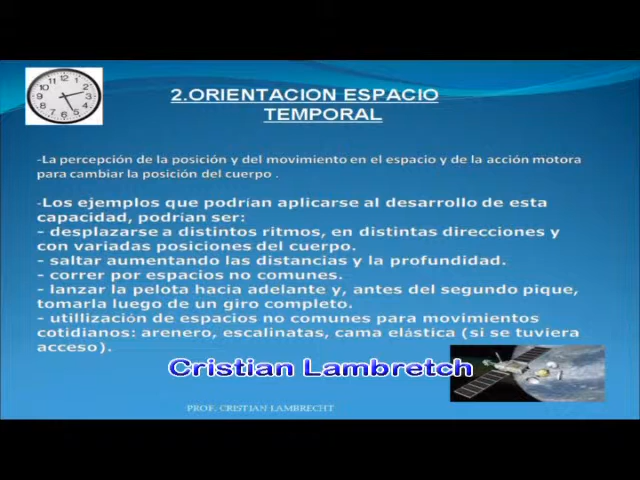 2.ORIENTACION ESPACIO
TEMPORAL
-La percepción de la posición y del movimiento en el espacio y de la acción motora
para cambiar la posición del cuerpo .
-Los ejemplos que podrían aplicarse al desarrollo de esta
capacidad, podrían ser:
- desplazarse a distintos ritmos, en distintas direcciones y
con variadas posiciones del cuerpo.
- saltar aumentando las distancias y la profundidad.
- correr por espacios no comunes.
- lanzar la pelota hacia adelante y, antes del segundo pique,
tomarla luego de un giro completo.
- utillización de espacios no comunes para movimientos
cotidianos: arenero, escalinatas, cama elástica (si se tuviera
acceso).
Cristian Lambretch
PROF. CRISTIAN LAMBRECHT